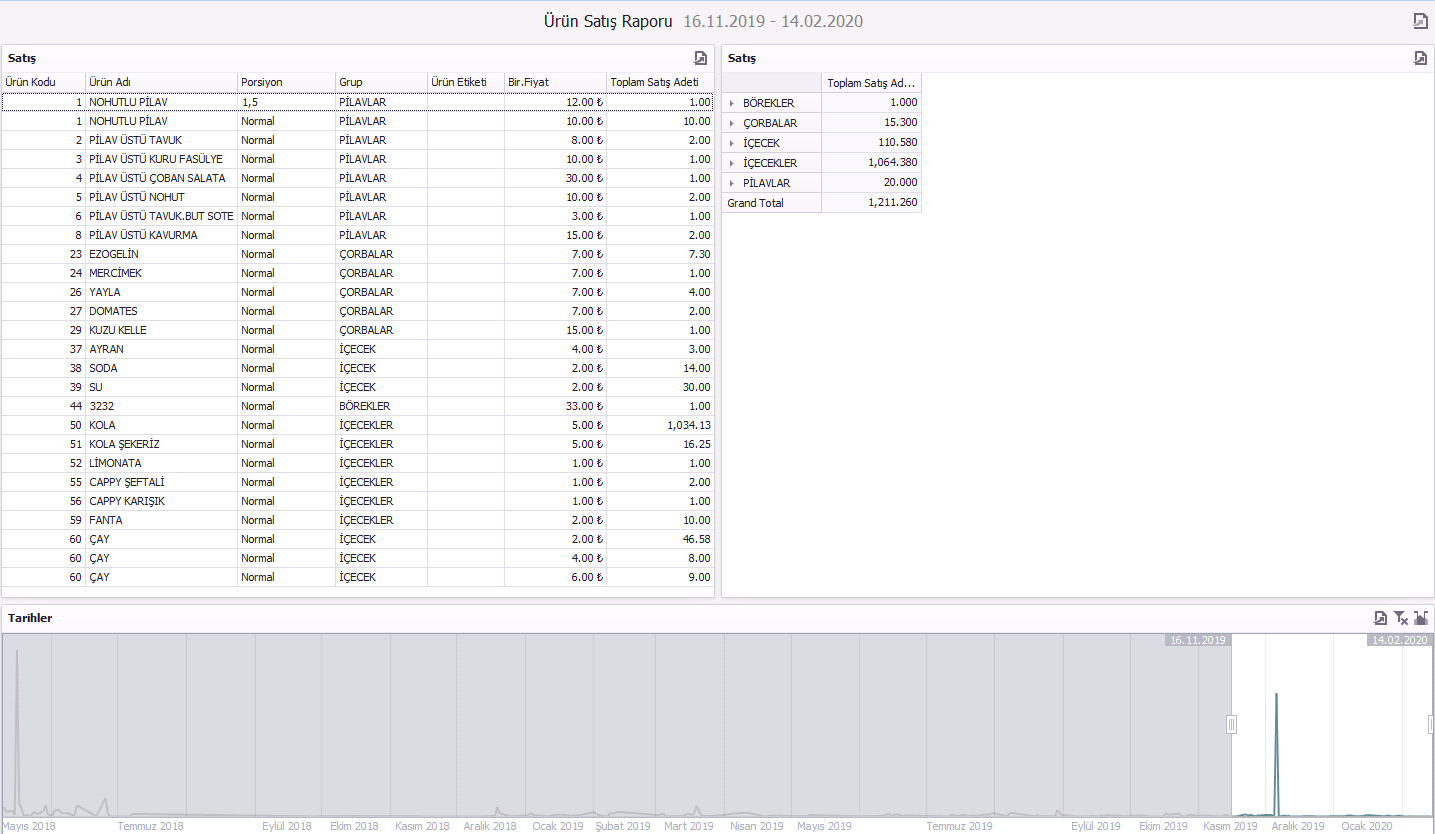 Ürün Satış Raporu 16.11.2019 - 14.02.2020
Satış
Ürün Kodu Ürün Adı Porsiyon Grup Ürün Etiketi Bir.Fiyat Toplam Satış Adeti
1 NOHUTLU PİLAV 1,5 PİLAVLAR 12.00 ₺ 1.00
1 NOHUTLU PİLAV Normal PİLAVLAR 10.00 ₺ 10.00
2 PİLAV ÜSTÜ TAVUK Normal PİLAVLAR 8.00 ₺ 2.00
3 PİLAV ÜSTÜ KURU FASÜLYE Normal PİLAVLAR 10.00 ₺ 1.00
4 PİLAV ÜSTÜ ÇOBAN SALATA Normal PİLAVLAR 30.00 ₺ 1.00
5 PİLAV ÜSTÜ NOHUT Normal PİLAVLAR 10.00 ₺ 2.00
6 PİLAV ÜSTÜ TAVUK.BUT SOTE Normal PİLAVLAR 3.00 ₺ 1.00
8 PİLAV ÜSTÜ KAVURMA Normal PİLAVLAR 15.00 ₺ 2.00
23 EZOGELİN Normal ÇORBALAR 7.00 ₺ 7.30
24 MERCİMEK Normal ÇORBALAR 7.00 ₺ 1.00
26 YAYLA Normal ÇORBALAR 7.00 ₺ 4.00
27 DOMATES Normal ÇORBALAR 7.00 ₺ 2.00
29 KUZU KELLE Normal ÇORBALAR 15.00 ₺ 1.00
37 AYRAN Normal İÇECEK 4.00 ₺ 3.00
38 SODA Normal İÇECEK 2.00 ₺ 14.00
39 SU Normal İÇECEK 2.00 ₺ 30.00
44 3232 Normal BÖREKLER 33.00 ₺ 1.00
50 KOLA Normal İÇECEKLER 5.00 ₺ 1,034.13
51 KOLA ŞEKERİZ Normal İÇECEKLER 5.00 ₺ 16.25
52 LİMONATA Normal İÇECEKLER 1.00 ₺ 1.00
55 CAPPY ŞEFTALİ Normal İÇECEKLER 1.00 ₺ 2.00
56 CAPPY KARIŞIK Normal İÇECEKLER 1.00 ₺ 1.00
59 FANTA Normal İÇECEKLER 2.00 ₺ 10.00
60 ÇAY Normal İÇECEK 2.00 ₺ 46.58
60 ÇAY Normal İÇECEK 4.00 ₺ 8.00
60 ÇAY Normal İÇECEK 6.00 ₺ 9.00
Satış
Toplam Satış Ad...
BÖREKLER 1.000
ÇORBALAR 15.300
İÇECEK 110.580
İÇECEKLER 1,064.380
PİLAVLAR 20.000
Grand Total 1,211.260
Tarihler
16.11.2019 14.02.2020
Mayıs 2018 Temmuz 2018 Eylül 2018 Ekim 2018 Kasım 2018 Aralık 2018 Ocak 2019 Şubat 2019 Mart 2019 Nisan 2019 Mayıs 2019 Temmuz 2019 Eylül 2019 Ekim 2019 Kasım 2019 Aralık 2019 Ocak 2020